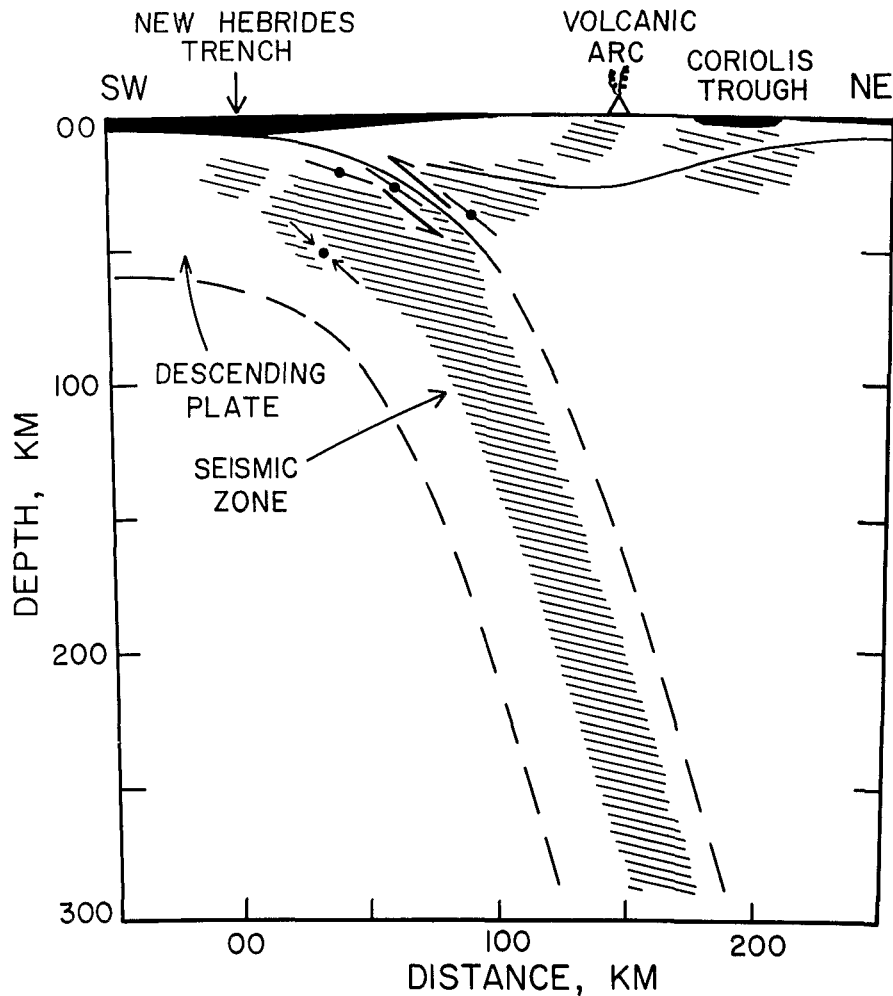 NEW HEBRIDES
TRENCH
VOLCANIC
ARC
CORIOLIS
TROUGH
SW
NE
00
100
200
300
DEPTH, KM
DESCENDING
PLATE
SEISMIC
ZONE
00
100
200
DISTANCE, KM